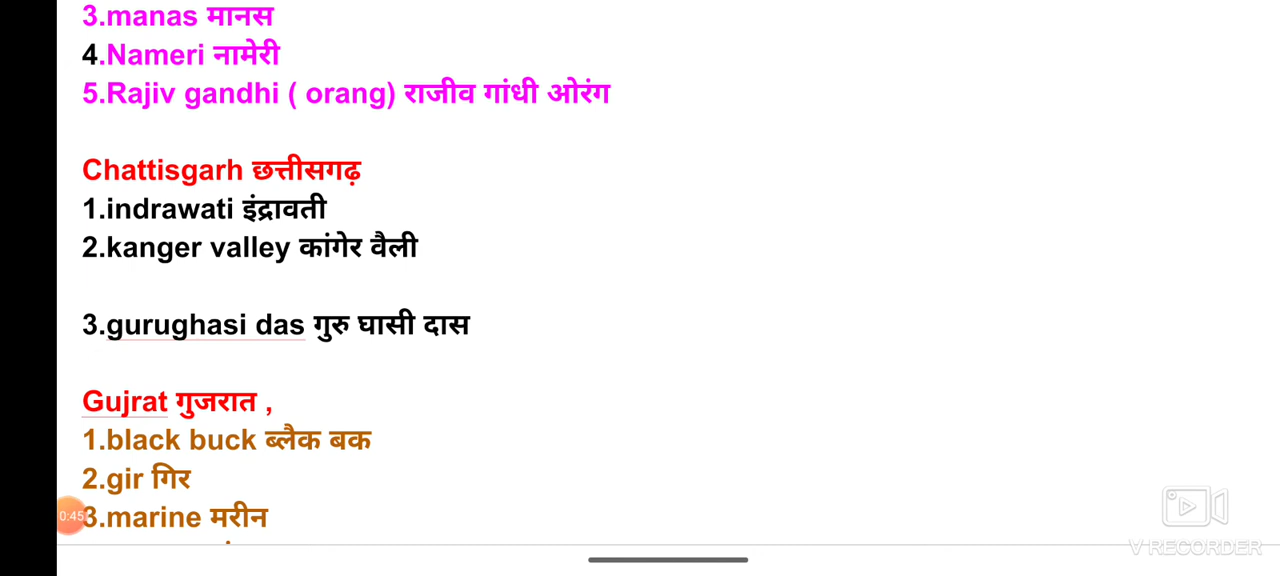 3.manas मानस
4.Nameri नामेरी
5.Rajiv gandhi ( orang) राजीव गांधी ओरंग
Chattisgarh छत्तीसगढ़
1.indrawati इंद्रावती
2.kanger valley कांगेर वैली
3.gurughasi das गुरु घासी दास
Gujrat गुजरात ,
1.black buck ब्लैक बक
2.gir गिर
3.marine मरीन
0:45
V RECORDER